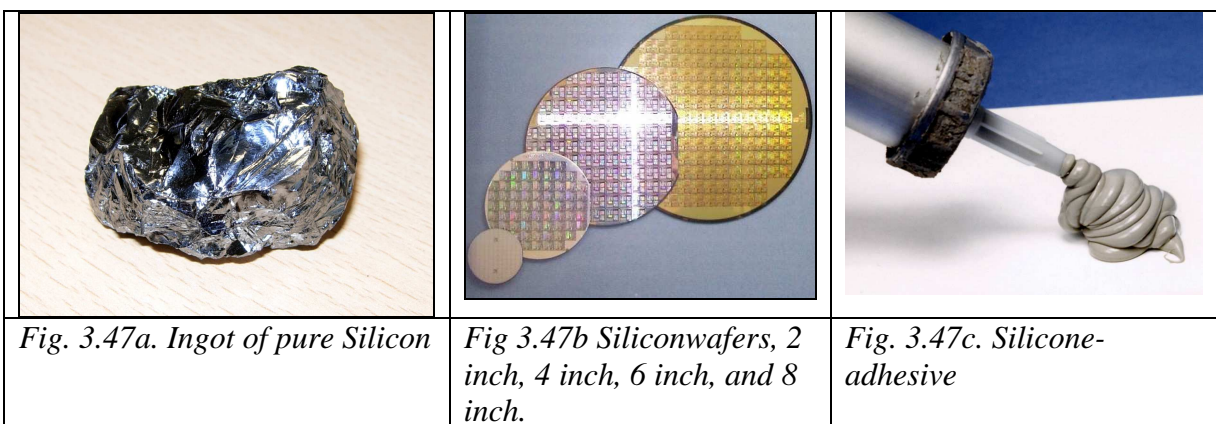 Fig. 3.47a. Ingot of pure Silicon
Fig 3.47b Siliconwafers, 2
inch, 4 inch, 6 inch, and 8
inch.
Fig. 3.47c. Silicone-
adhesive